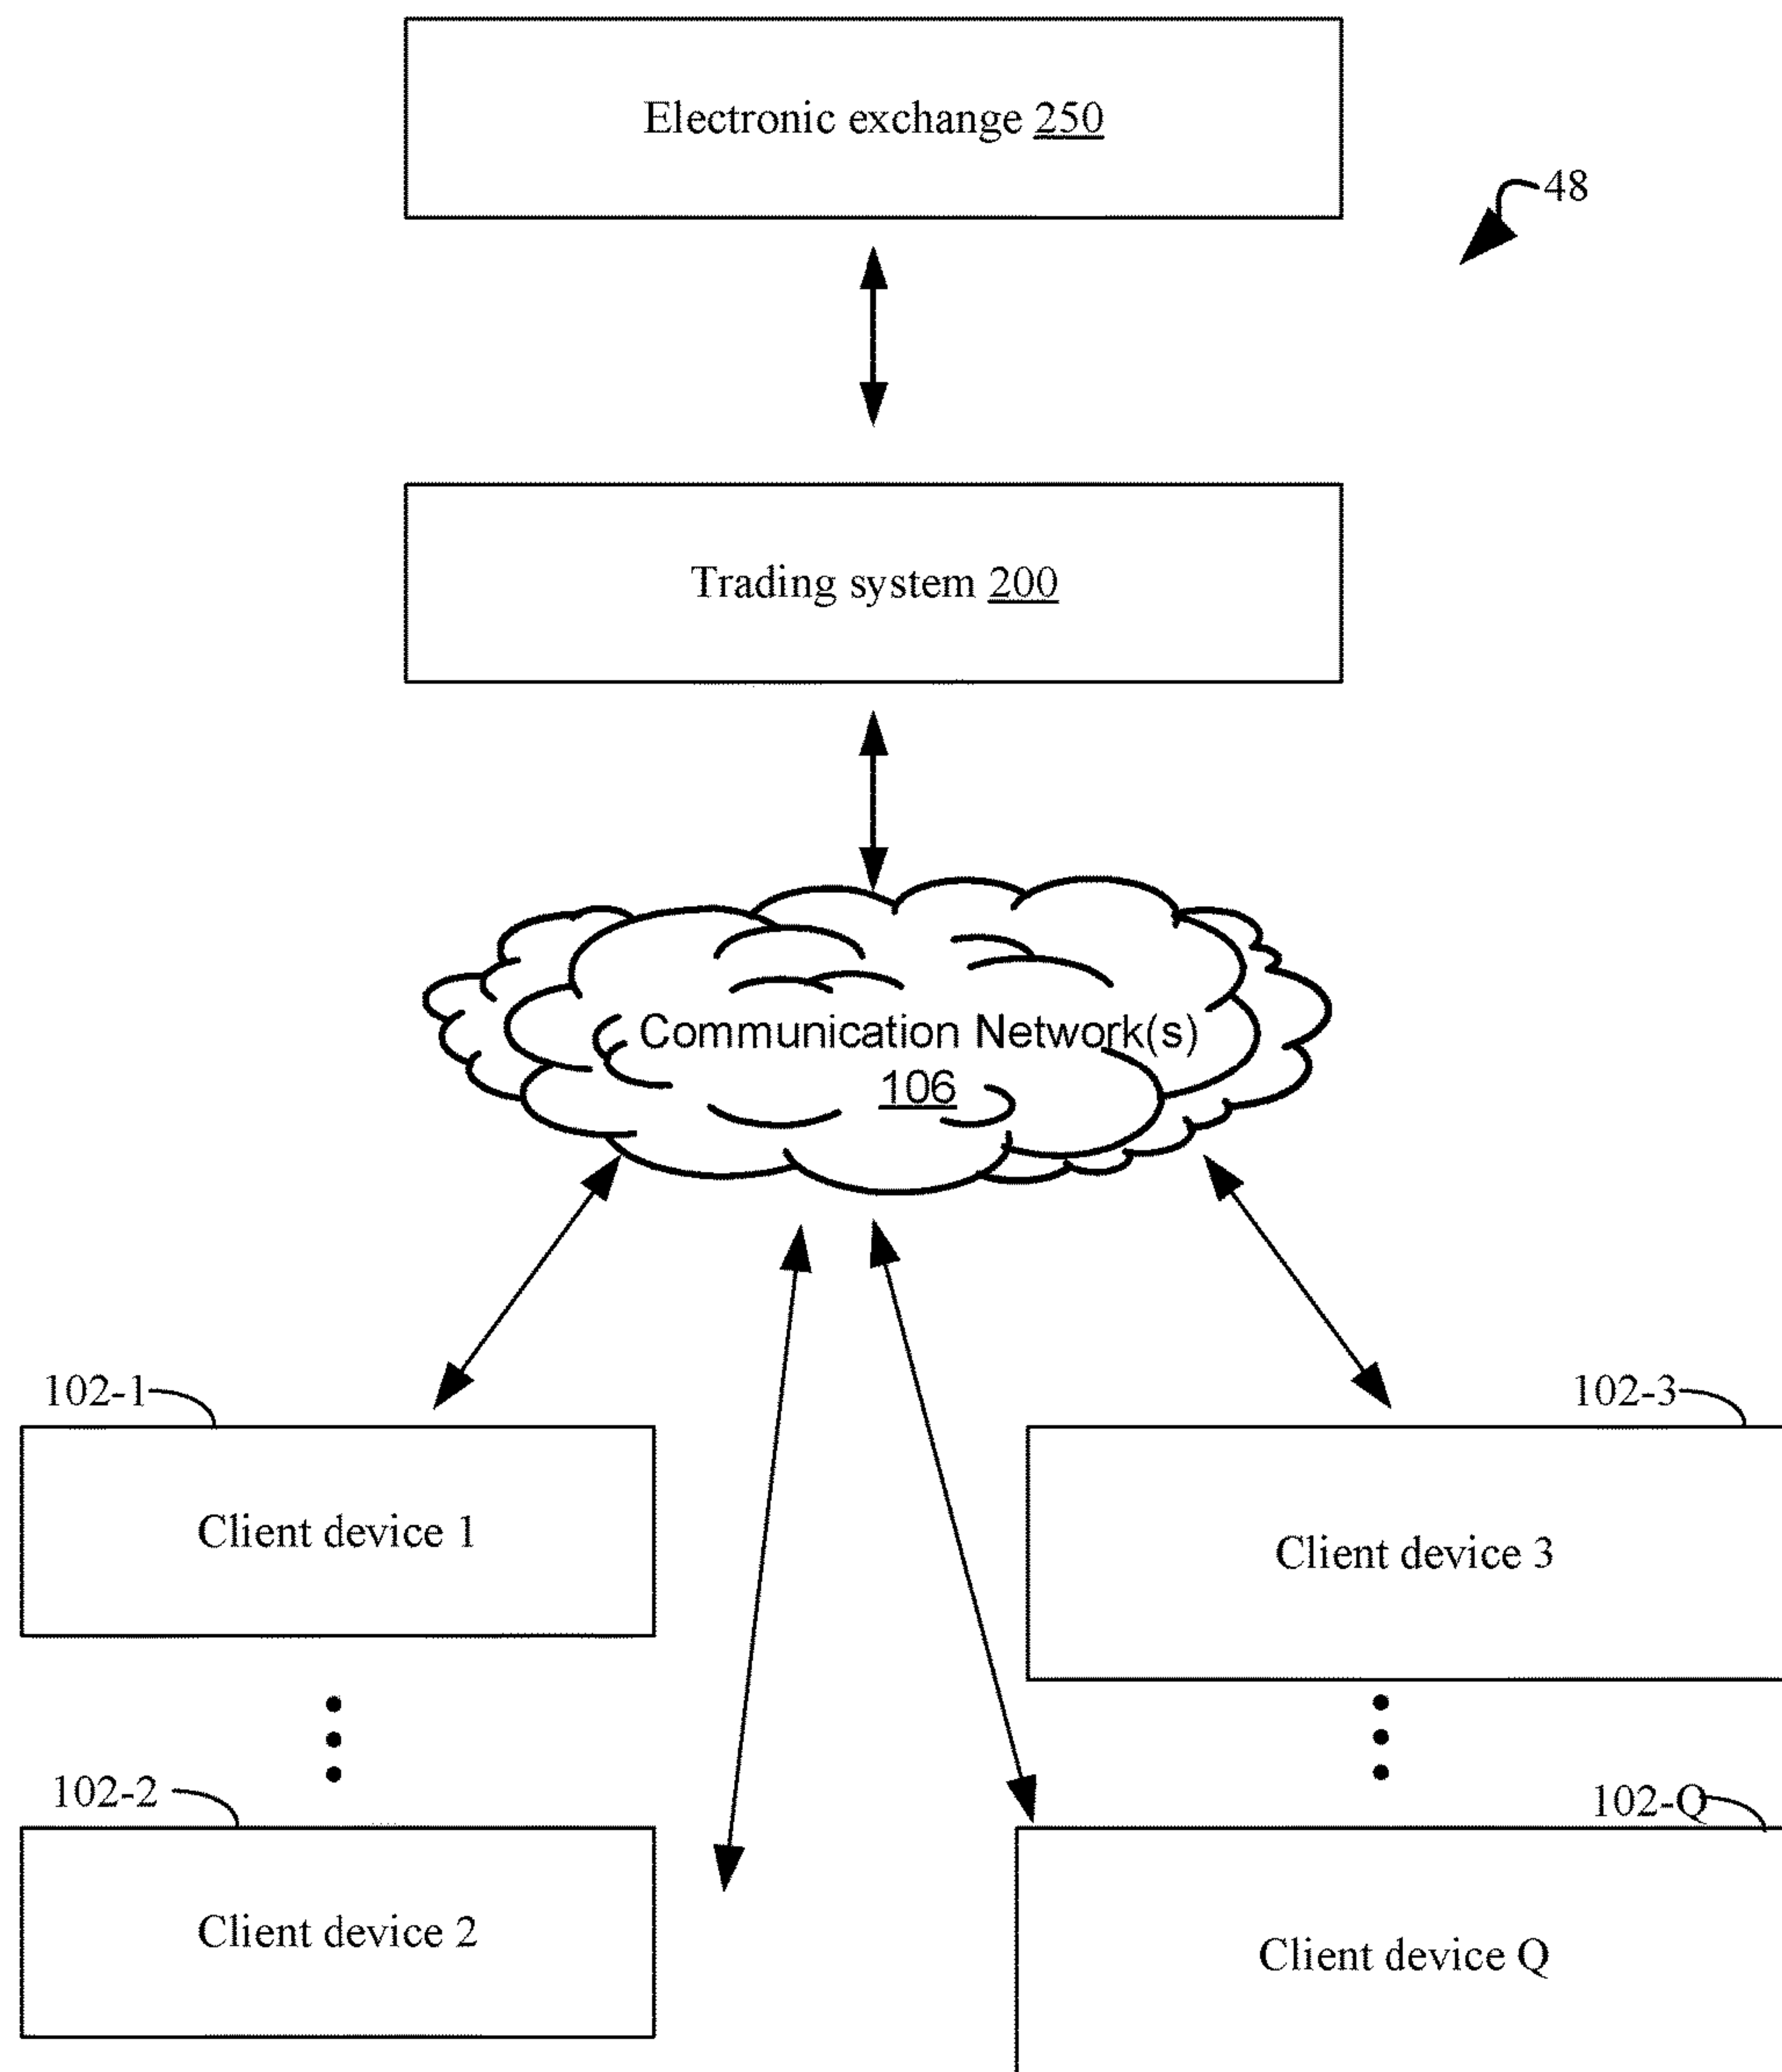 Electronic exchange 250
48
Trading system 200
Communication Network(s)
106
102-1
102-3
Client device 1
Client device 3
102-2
102-Q
Client device 2
Client device Q